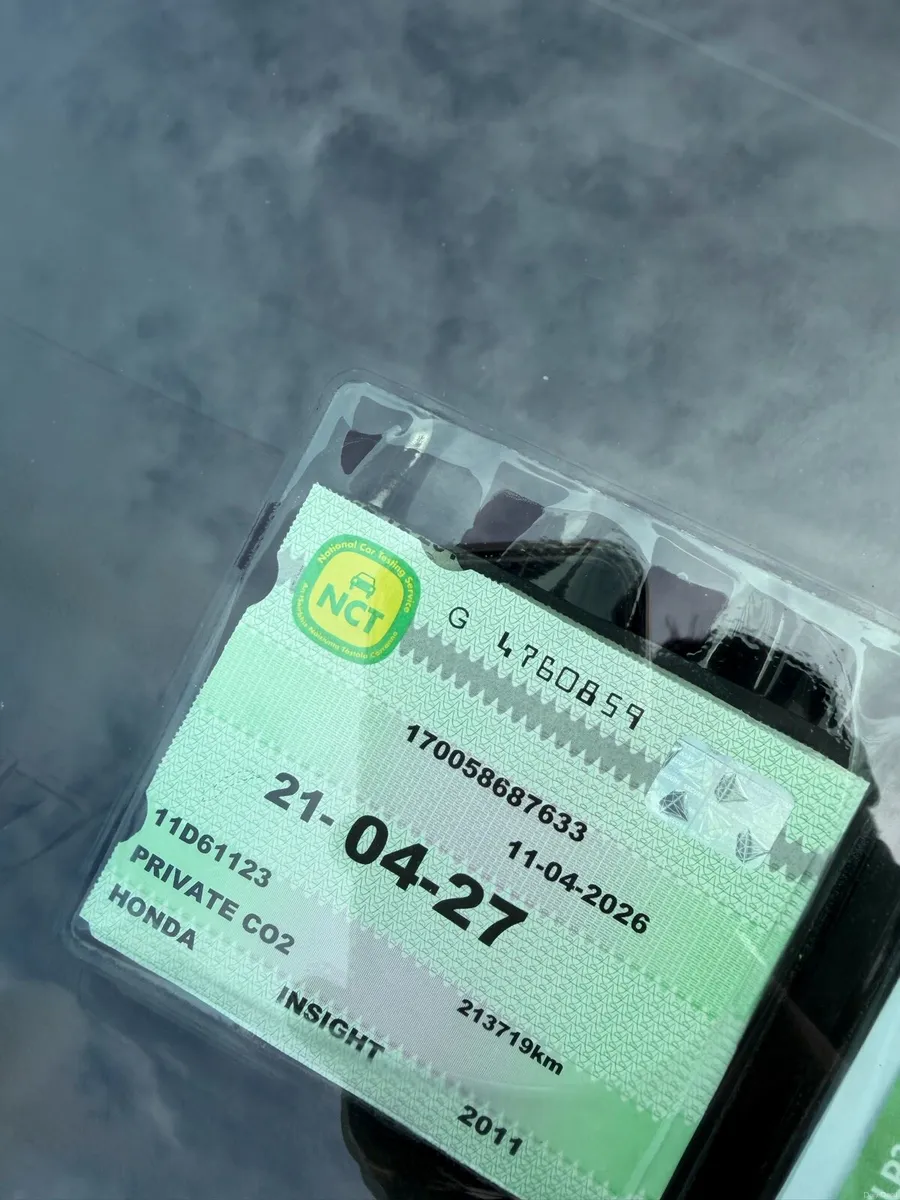 National Car Testing Service
NCT
G 4760859
170058687633
11-04-2026
21-04-27
11D61123
PRIVATE CO2
HONDA
INSIGHT
213719km
2011